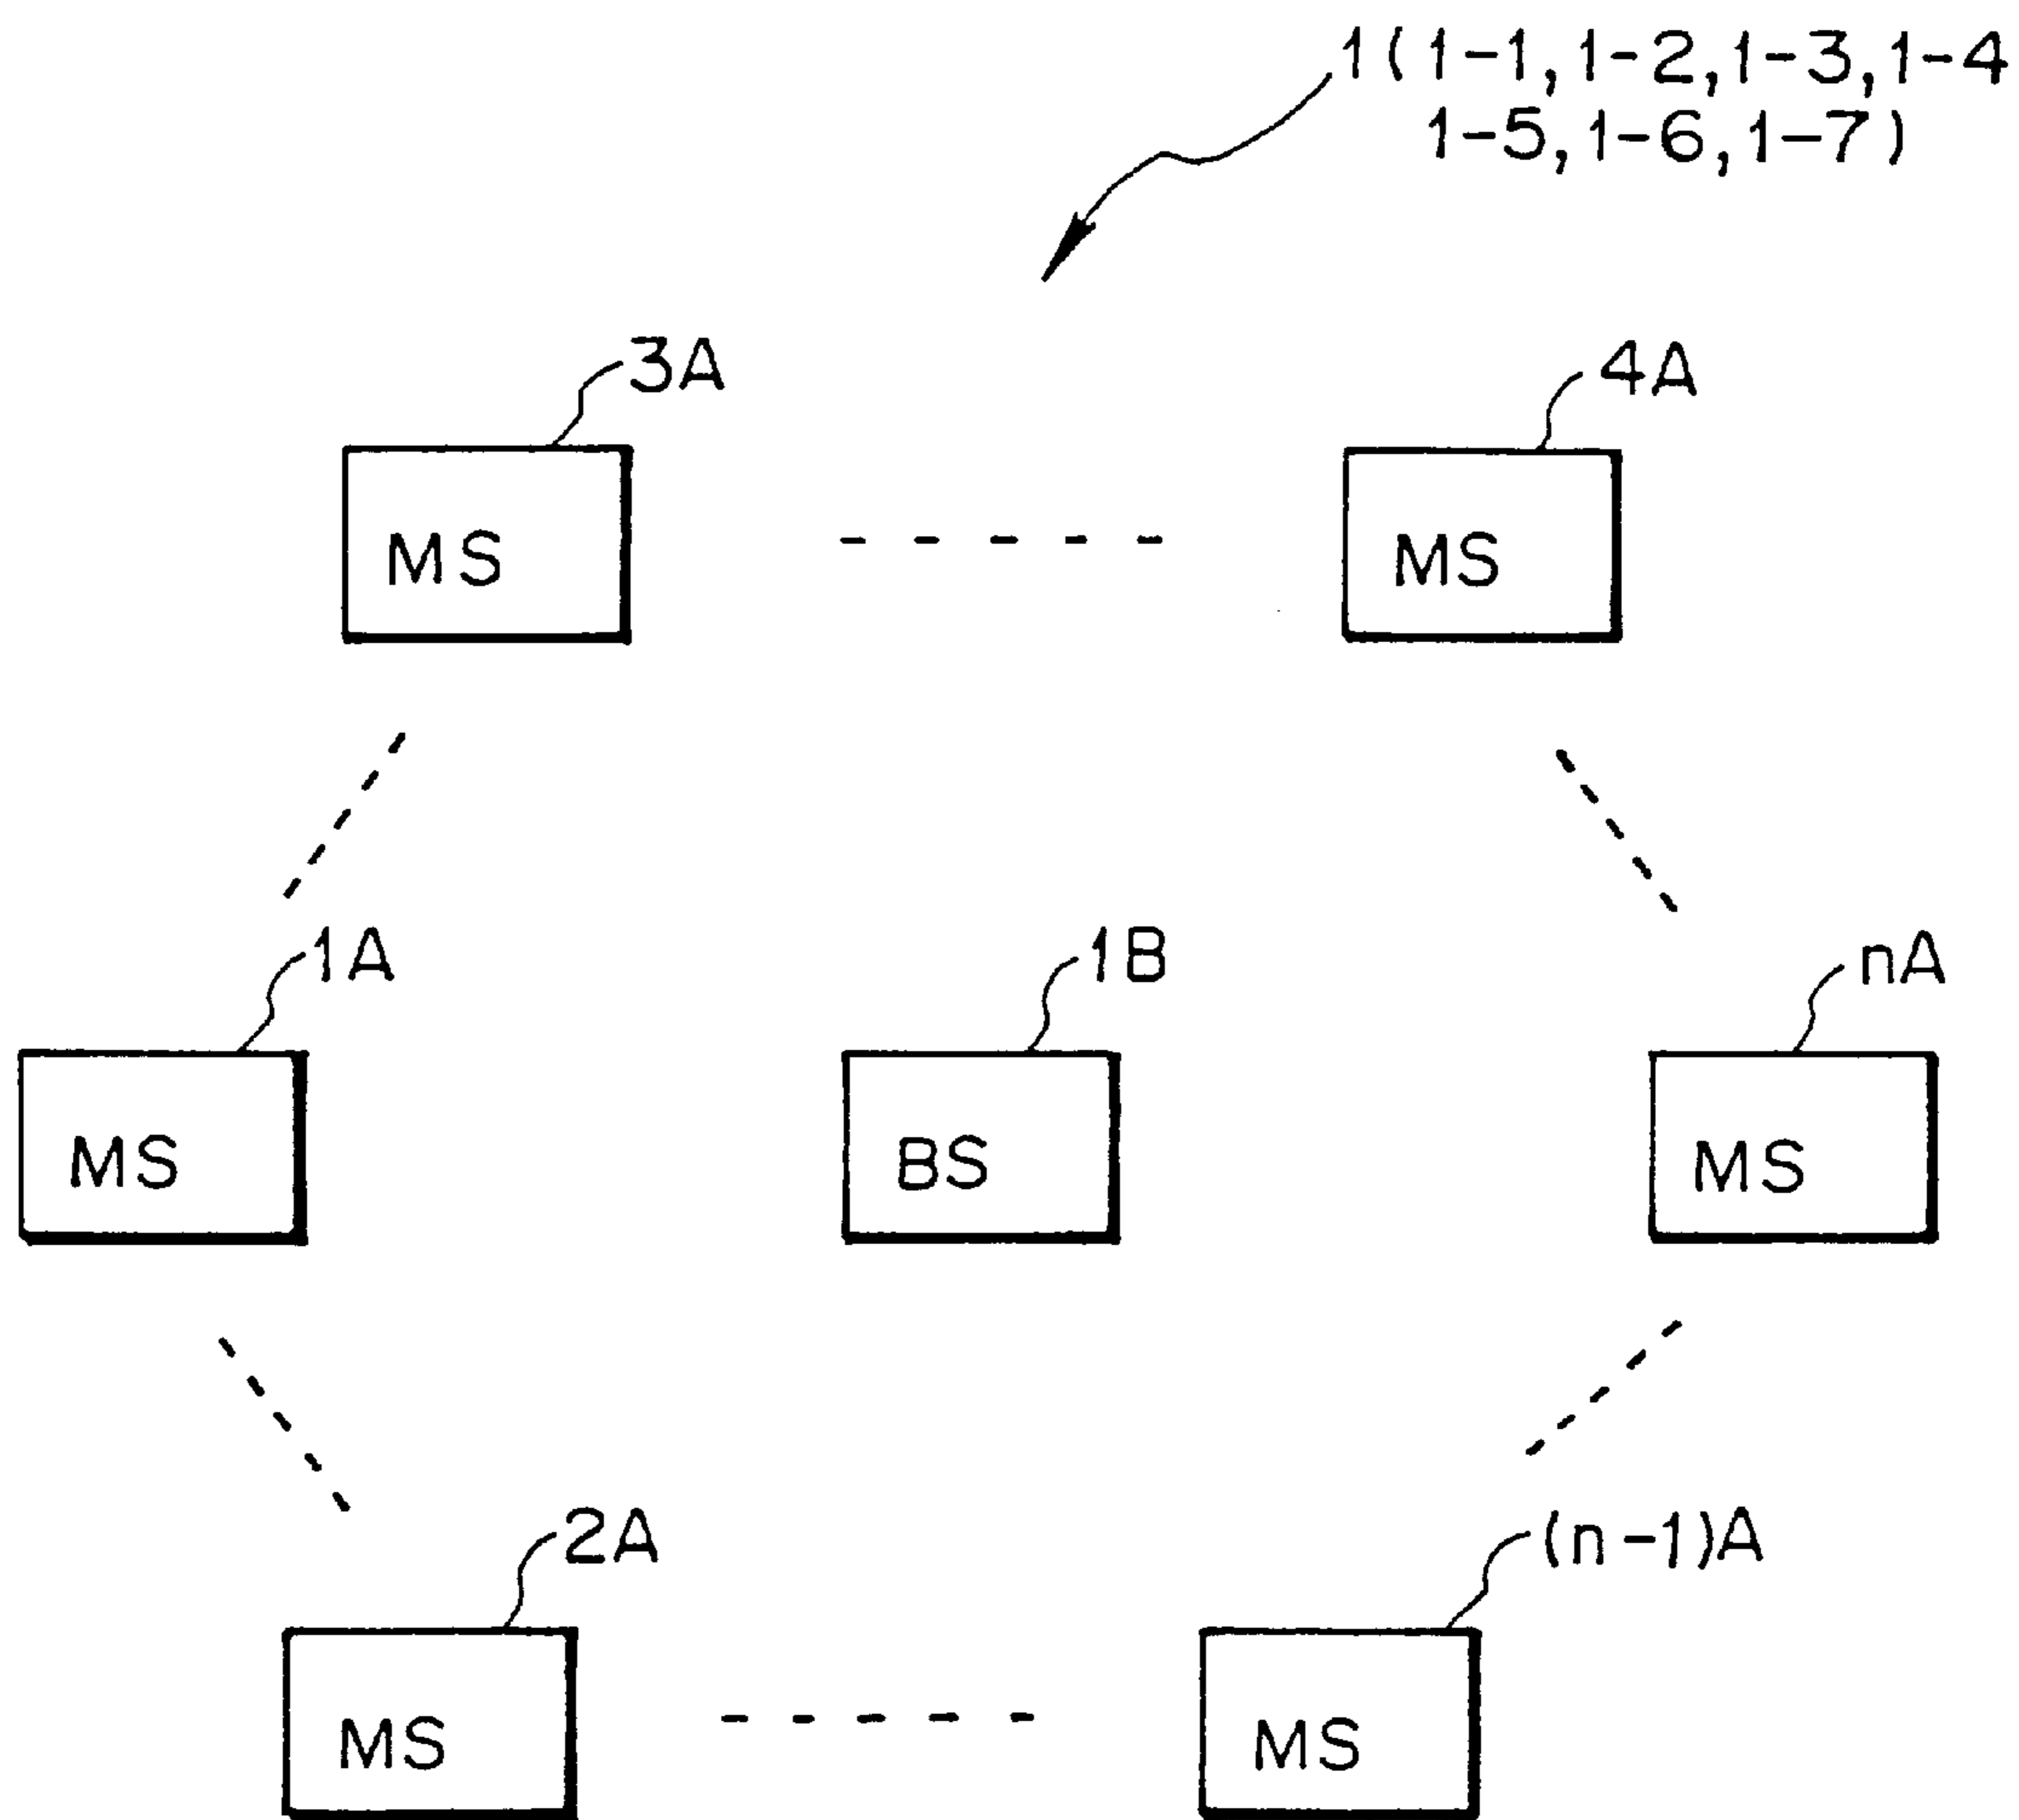 1(1-1,1-2,1-3,1-4
1-5,1-6,1-7)
3A
4A
MS
MS
1A
1B
nA
MS
BS
MS
2A
(n-1)A
MS
MS